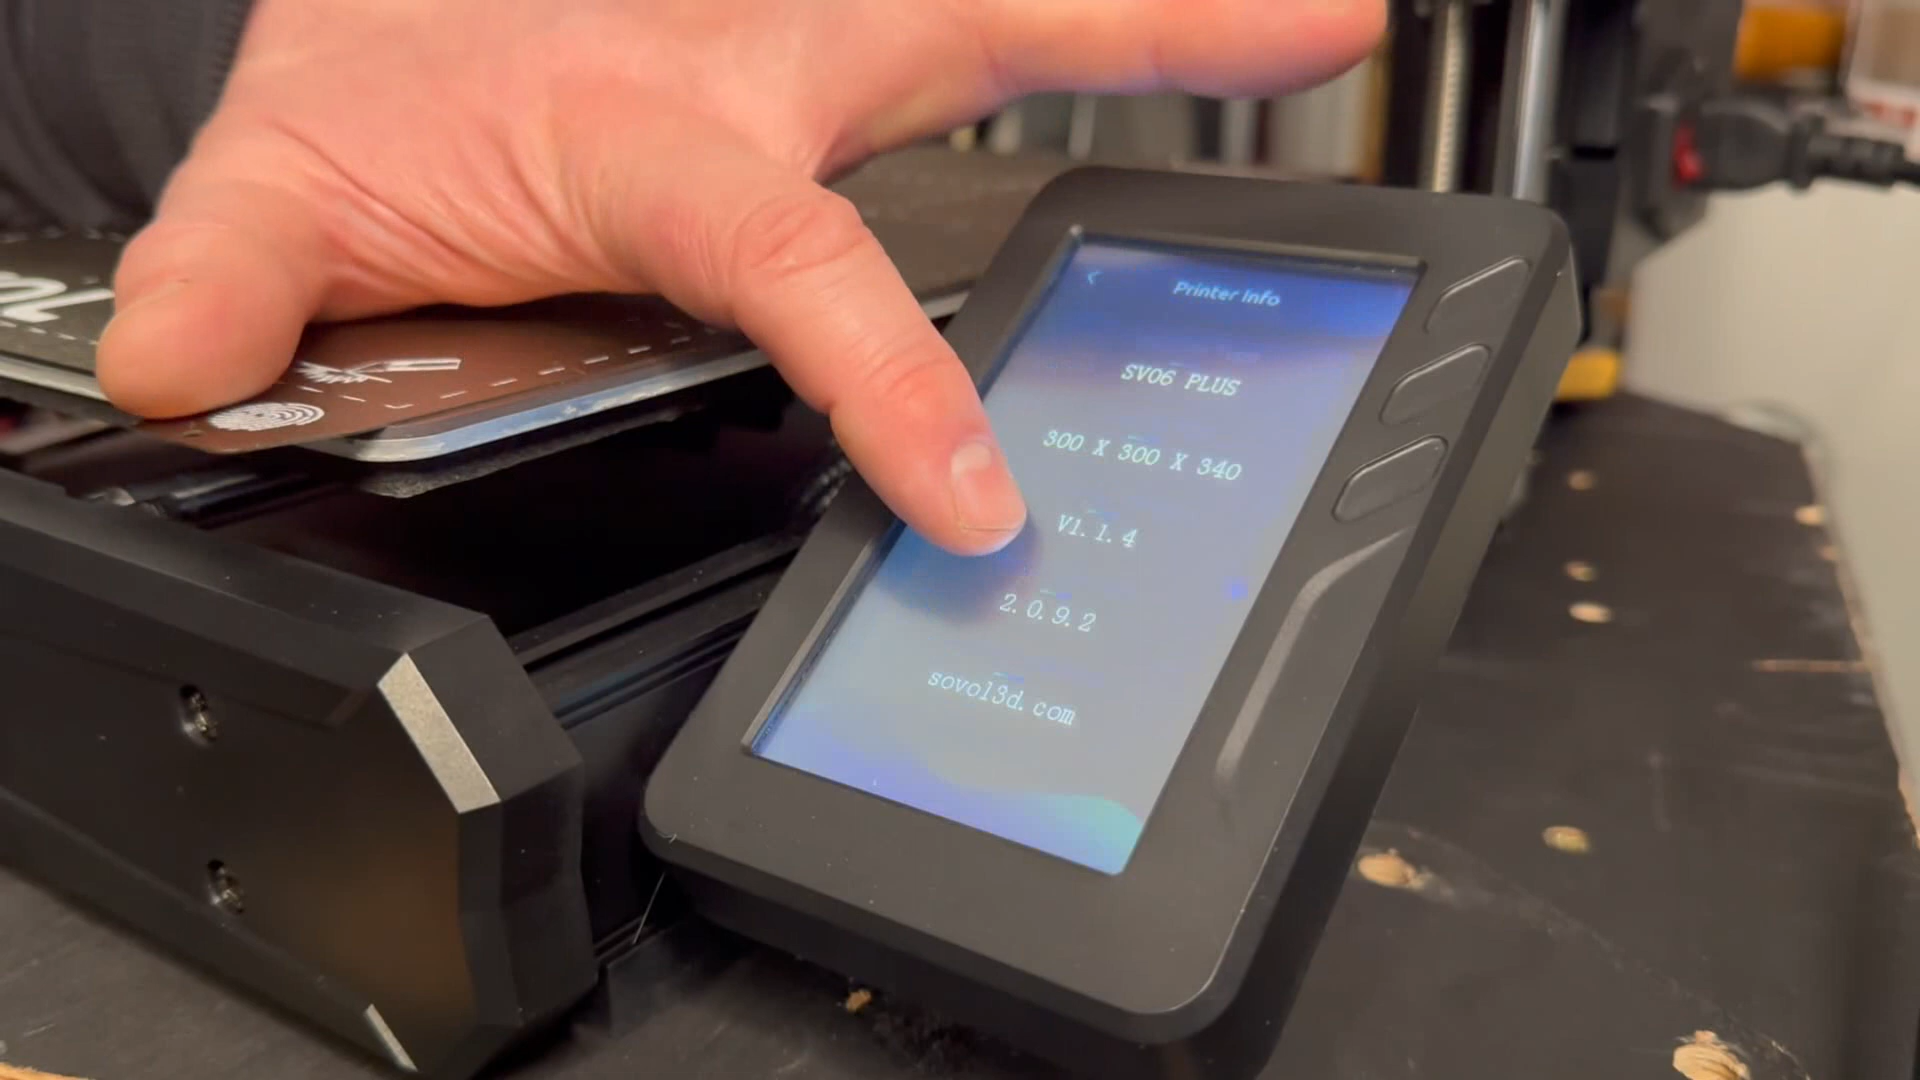 Printer Info
SV06 PLUS
300 X 300 X 340
V1.1.4
2.0.9.2
sovol3d.com